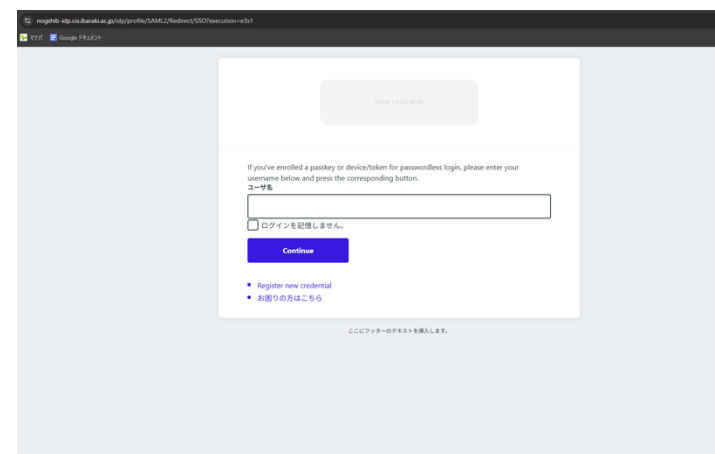 nogshib-idp.cis.ibaraki.ac.jp/idp/profile/SAML2/Redirect/SSO?execution=e3s1
マナバ Google ドキュメント
YOUR LOGO HERE
If you've enrolled a passkey or device/token for passwordless login, please enter your
username below and press the corresponding button.
ユーザ名
ログインを記憶しません。
Continue
Register new credential
お困りの方はこちら
ここにフッターのテキストを挿入します。